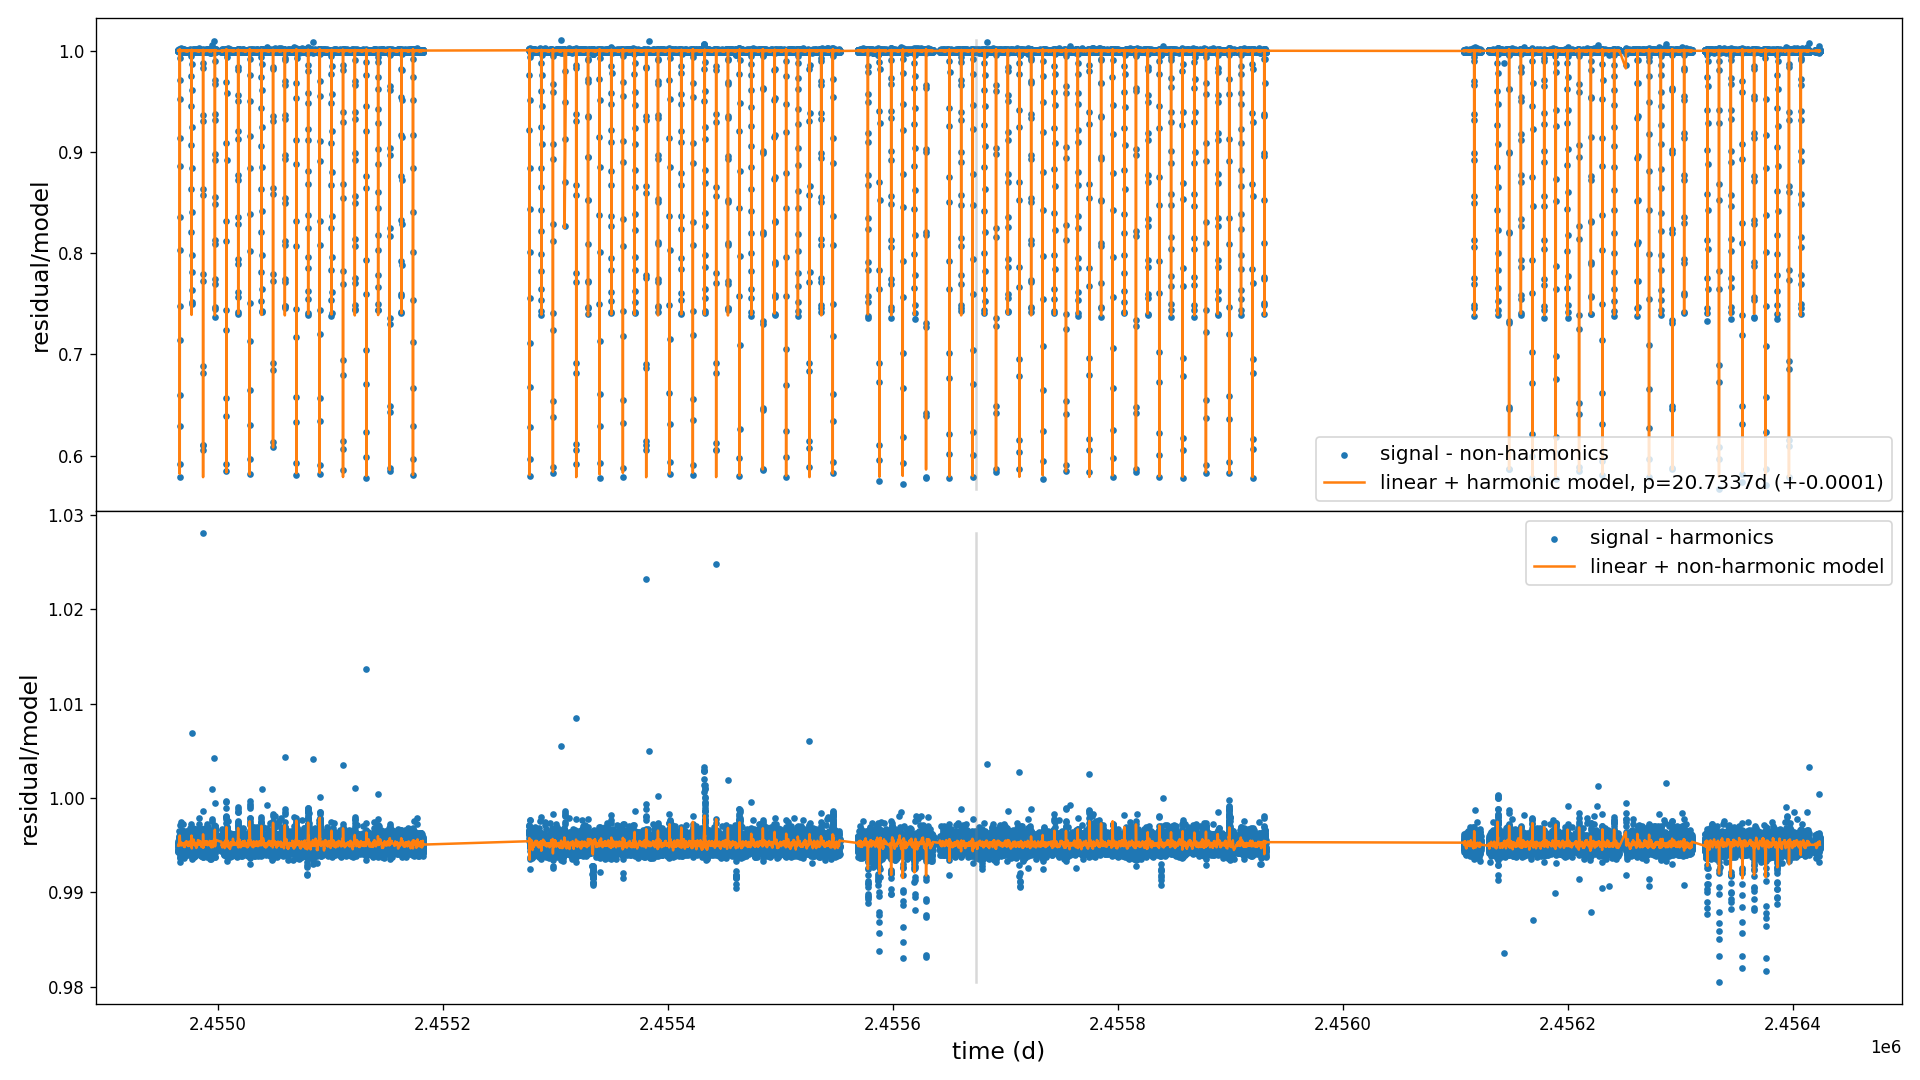 1.0
0.9
0.8
0.7
0.6
residual/model
signal - non-harmonics
linear + harmonic model, p=20.7337d (+-0.0001)
1.03
1.02
1.01
1.00
0.99
0.98
residual/model
signal - harmonics
linear + non-harmonic model
2.4550 2.4552 2.4554 2.4556 2.4558 2.4560 2.4562 2.4564
time (d)
1e6